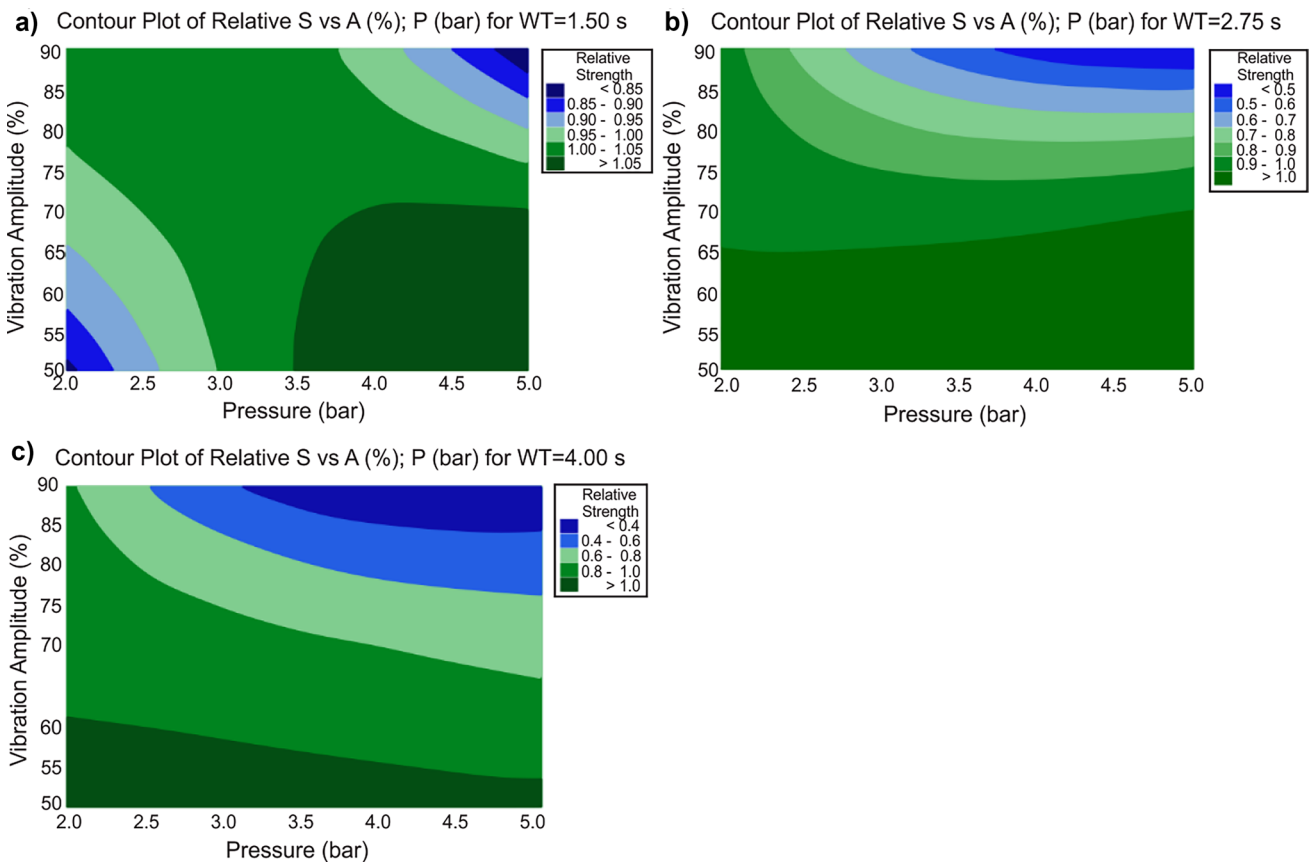 a) Contour Plot of Relative S vs A (%); P (bar) for WT=1.50 s
Vibration Amplitude (%)
90
85
80
75
70
65
60
55
50
2.0 2.5 3.0 3.5 4.0 4.5 5.0
Pressure (bar)
Relative
Strength
< 0.85
0.85 - 0.90
0.90 - 0.95
0.95 - 1.00
1.00 - 1.05
> 1.05
b) Contour Plot of Relative S vs A (%); P (bar) for WT=2.75 s
Vibration Amplitude (%)
90
85
80
75
70
65
60
55
50
2.0 2.5 3.0 3.5 4.0 4.5 5.0
Pressure (bar)
Relative
Strength
< 0.5
0.5 - 0.6
0.6 - 0.7
0.7 - 0.8
0.8 - 0.9
0.9 - 1.0
> 1.0
c) Contour Plot of Relative S vs A (%); P (bar) for WT=4.00 s
Vibration Amplitude (%)
90
85
80
75
70
60
55
50
2.0 2.5 3.0 3.5 4.0 4.5 5.0
Pressure (bar)
Relative
Strength
< 0.4
0.4 - 0.6
0.6 - 0.8
0.8 - 1.0
> 1.0